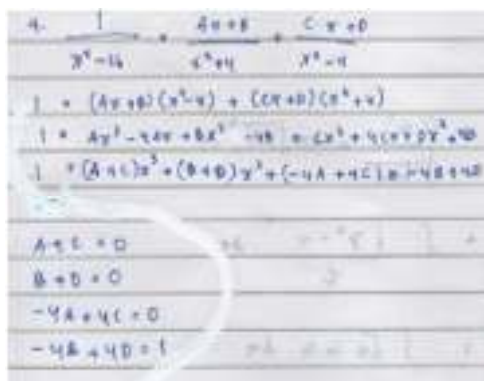 4. 1 / x⁴-16 = Ax+B / x²+4 + Cx+D / x²-4
1 = (Ax+B)(x²-4) + (Cx+D)(x²+4)
1 = Ax³-4Ax+Bx²-4B + Cx³+4Cx+Dx²+4D
1 = (A+C)x³+(B+D)x²+(-4A+4C)x-4B+4D
A+C=0
B+D=0
-4A+4C=0
-4B+4D=1